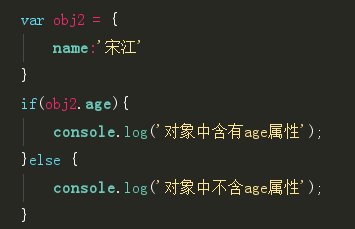 var obj2 = {
name:'宋江'
}
if(obj2.age){
console.log('对象中含有age属性');
}else {
console.log('对象中不含age属性');
}